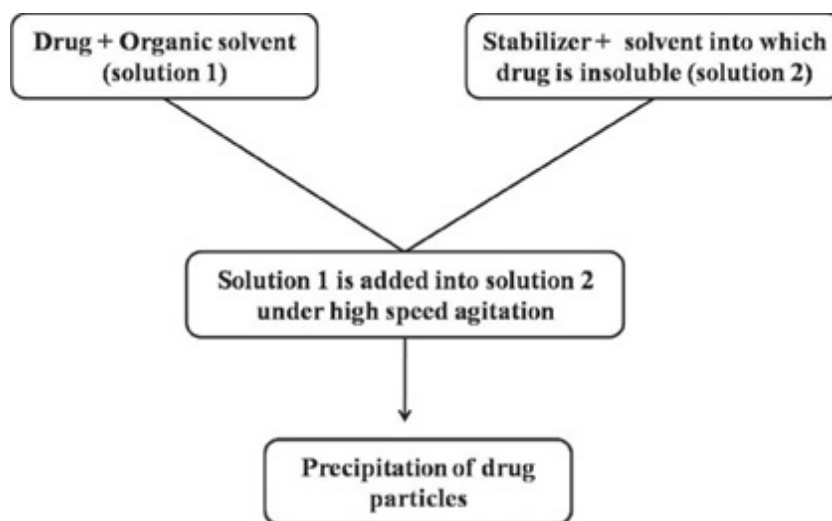 Drug + Organic solvent
(solution 1)
Stabilizer + solvent into which
drug is insoluble (solution 2)
Solution 1 is added into solution 2
under high speed agitation
Precipitation of drug
particles